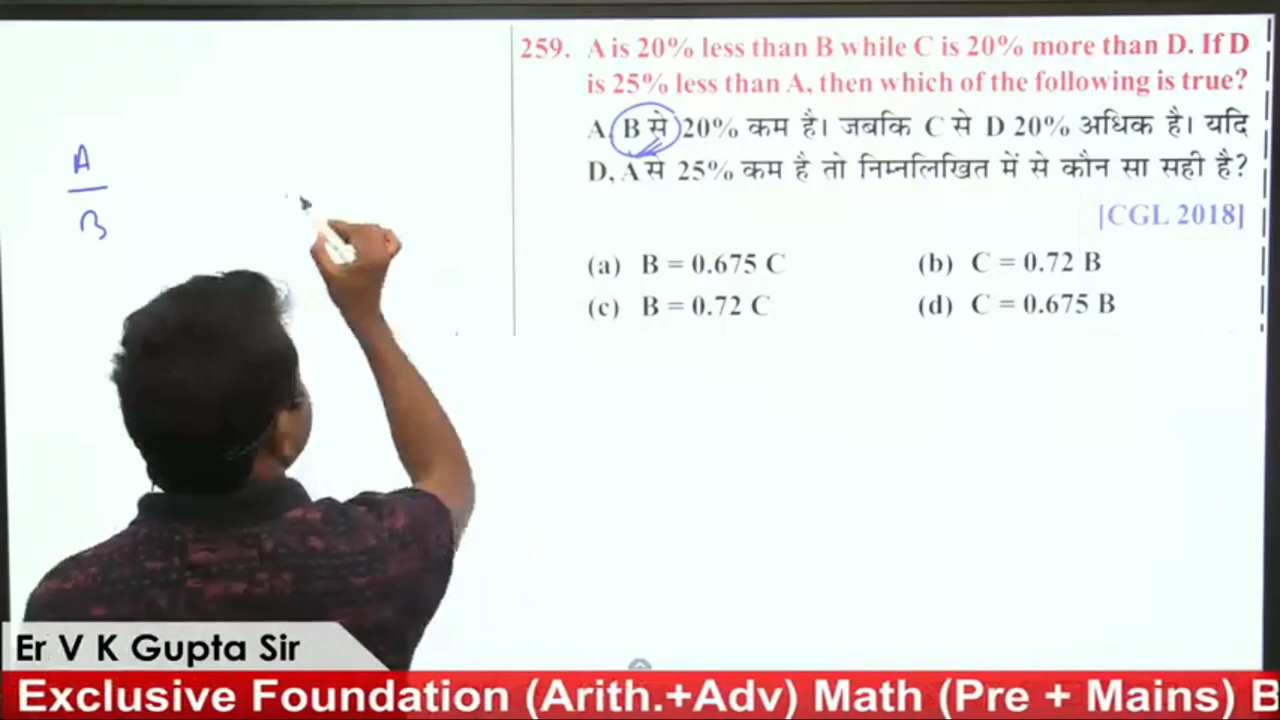 259. A is 20% less than B while C is 20% more than D. If D
is 25% less than A, then which of the following is true?
A, B से 20% कम है। जबकि C से D 20% अधिक है। यदि
D, A से 25% कम है तो निम्नलिखित में से कौन सा सही है?
[CGL 2018]
(a) B = 0.675 C (b) C = 0.72 B
(c) B = 0.72 C (d) C = 0.675 B
A
B
Er V K Gupta Sir
Exclusive Foundation (Arith.+Adv) Math (Pre + Mains) B